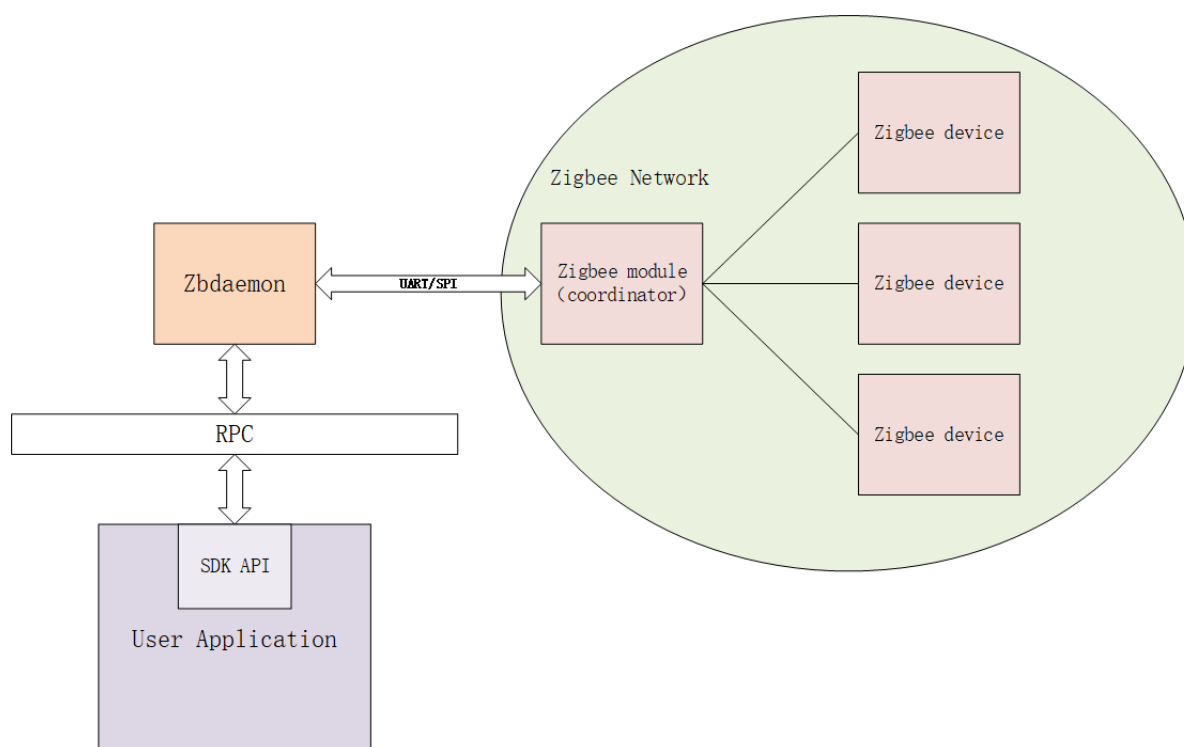 Zigbee device
Zigbee Network
Zbdaemon
UART/SPI
Zigbee module
（coordinator）
Zigbee device
Zigbee device
RPC
SDK API
User Application